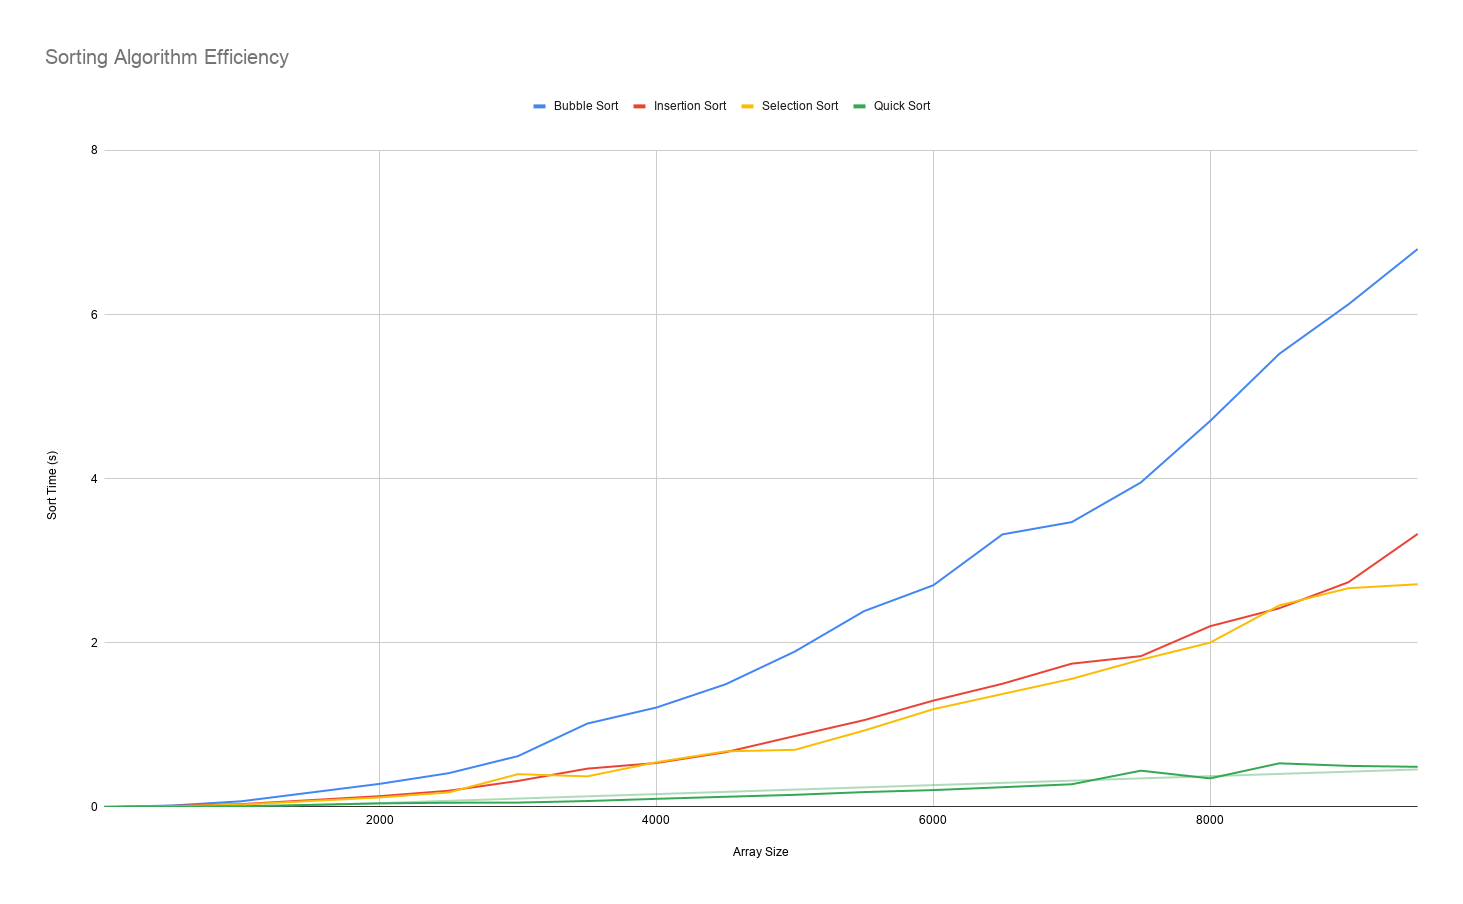 Sorting Algorithm Efficiency
Bubble Sort Insertion Sort Selection Sort Quick Sort
8
6
4
2
0
Sort Time (s)
2000 4000 6000 8000
Array Size